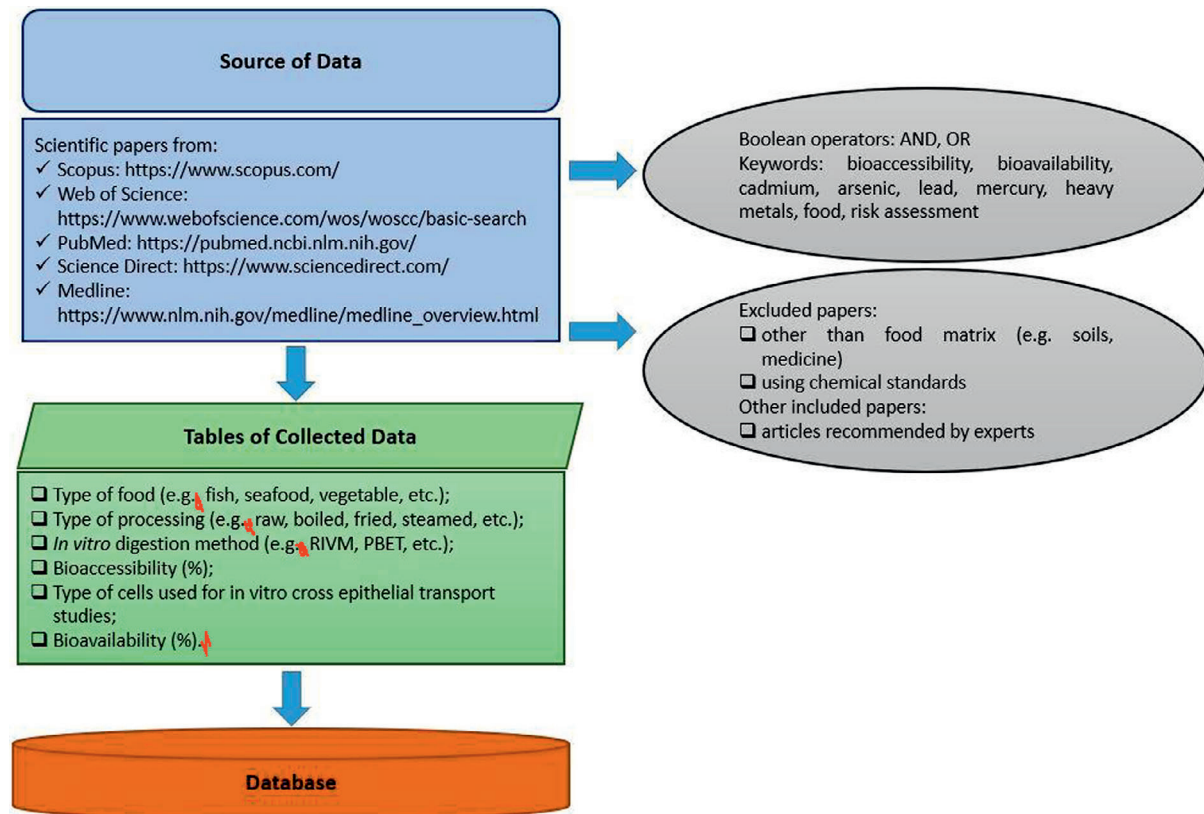 Source of Data
Scientific papers from:
✓ Scopus: https://www.scopus.com/
✓ Web of Science:
https://www.webofscience.com/wos/woscc/basic-search
✓ PubMed: https://pubmed.ncbi.nlm.nih.gov/
✓ Science Direct: https://www.sciencedirect.com/
✓ Medline:
https://www.nlm.nih.gov/medline/medline_overview.html
Boolean operators: AND, OR
Keywords: bioaccessibility, bioavailability,
cadmium, arsenic, lead, mercury, heavy
metals, food, risk assessment
Excluded papers:
❑ other than food matrix (e.g. soils,
medicine)
❑ using chemical standards
Other included papers:
❑ articles recommended by experts
Tables of Collected Data
❑ Type of food (e.g. fish, seafood, vegetable, etc.);
❑ Type of processing (e.g. raw, boiled, fried, steamed, etc.);
❑ In vitro digestion method (e.g. RIVM, PBET, etc.);
❑ Bioaccessibility (%);
❑ Type of cells used for in vitro cross epithelial transport
studies;
❑ Bioavailability (%).
Database